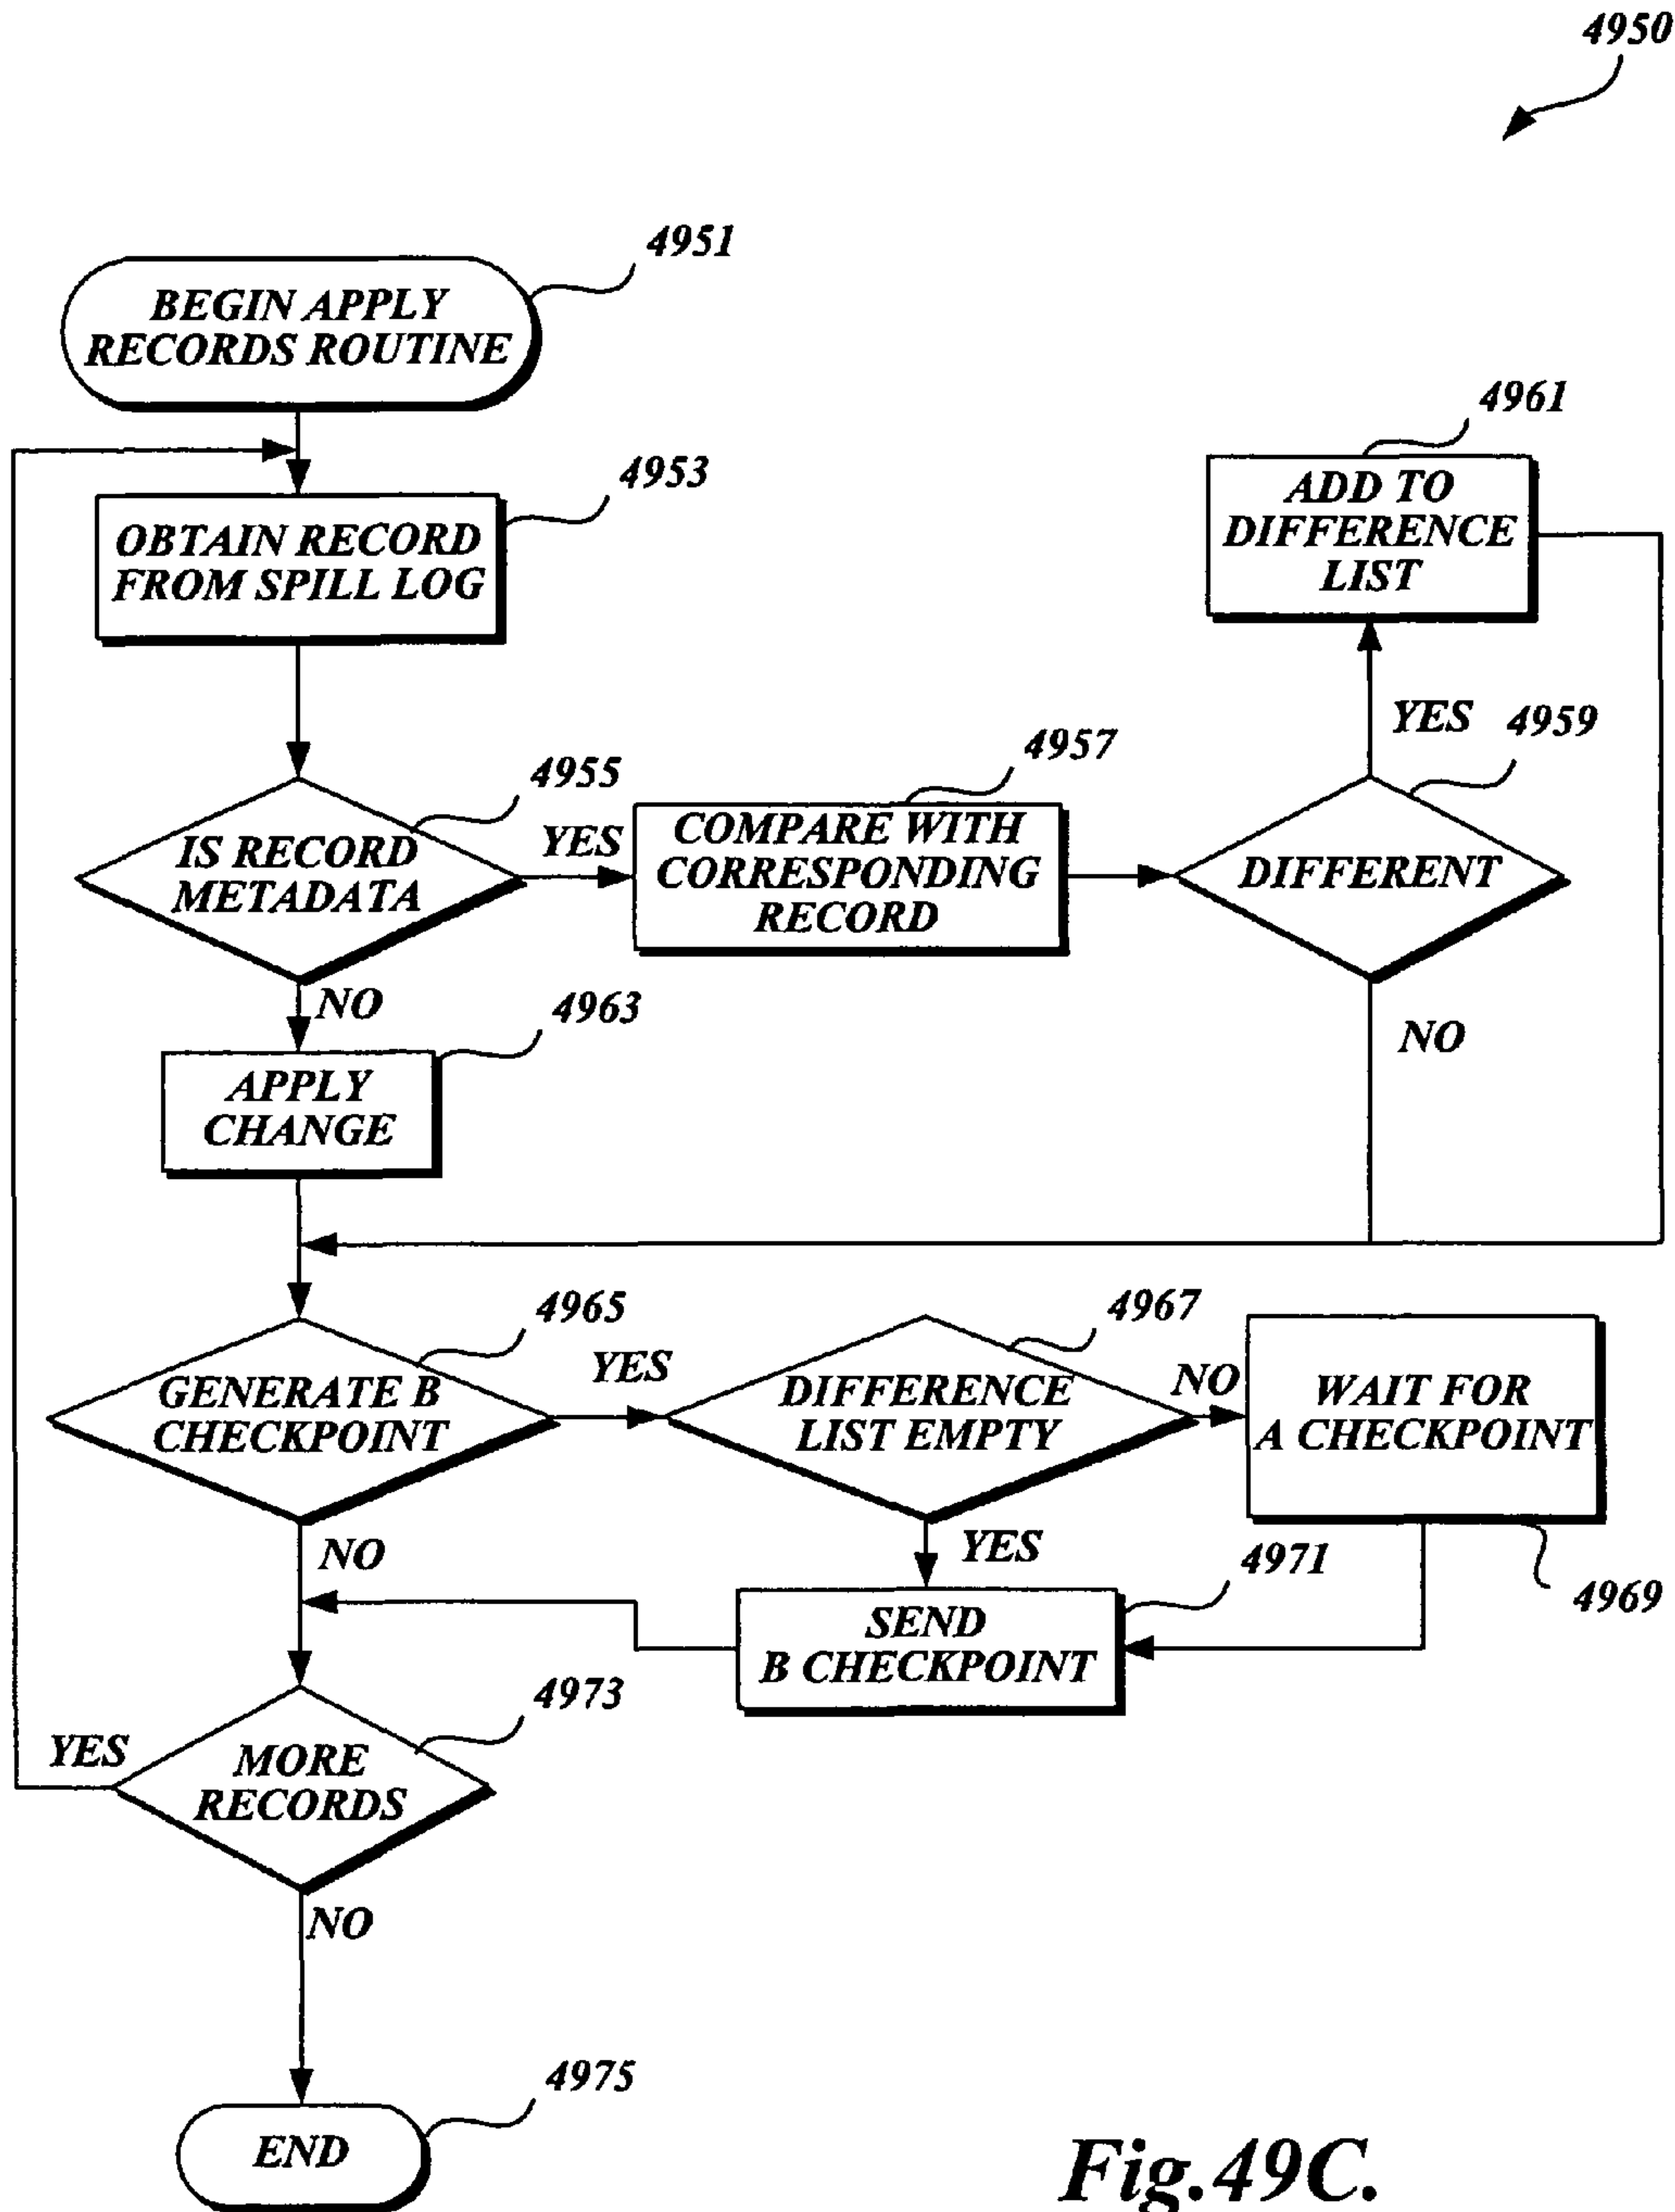 4950
4951
BEGIN APPLY
RECORDS ROUTINE
4953
OBTAIN RECORD
FROM SPILL LOG
4961
ADD TO
DIFFERENCE
LIST
4955
IS RECORD
METADATA
YES
4957
COMPARE WITH
CORRESPONDING
RECORD
YES
4959
DIFFERENT
NO
NO
4963
APPLY
CHANGE
4965
GENERATE B
CHECKPOINT
YES
4967
DIFFERENCE
LIST EMPTY
NO
WAIT FOR
A CHECKPOINT
4969
NO
YES
4971
SEND
B CHECKPOINT
4973
YES
MORE
RECORDS
NO
4975
END
Fig.49C.